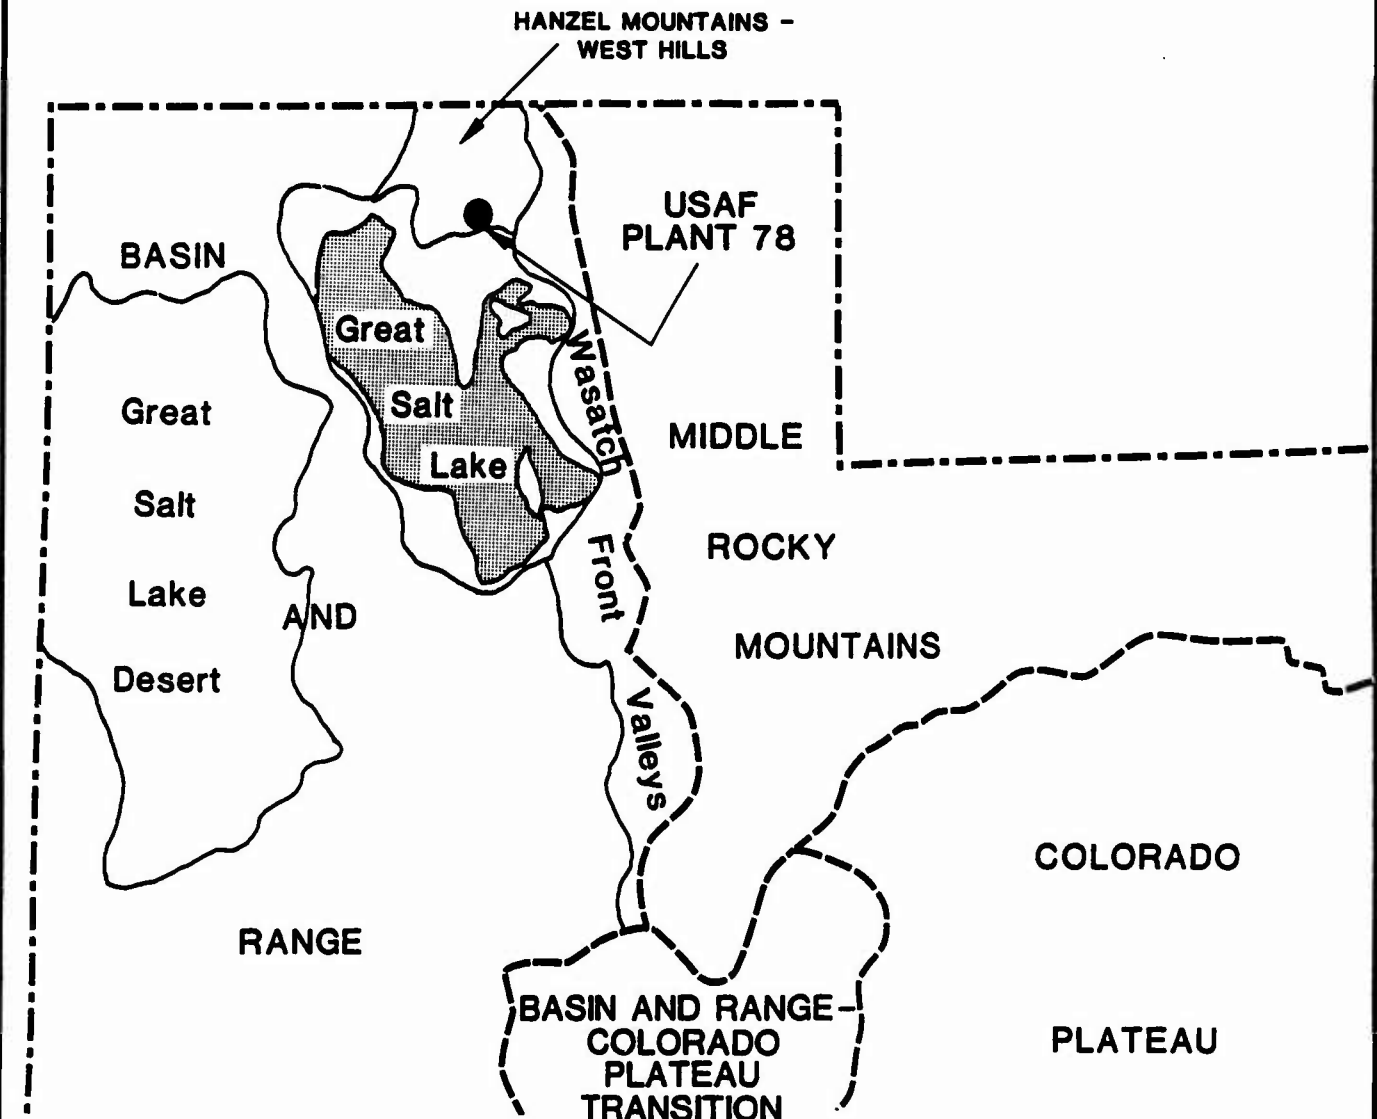 HANZEL MOUNTAINS -
WEST HILLS
USAF
PLANT 78
BASIN
Great
Salt
Lake
Great
Salt
Lake
Desert
Wasatch
Front
Valleys
MIDDLE
ROCKY
MOUNTAINS
AND
RANGE
COLORADO
PLATEAU
BASIN AND RANGE-
COLORADO
PLATEAU
TRANSITION